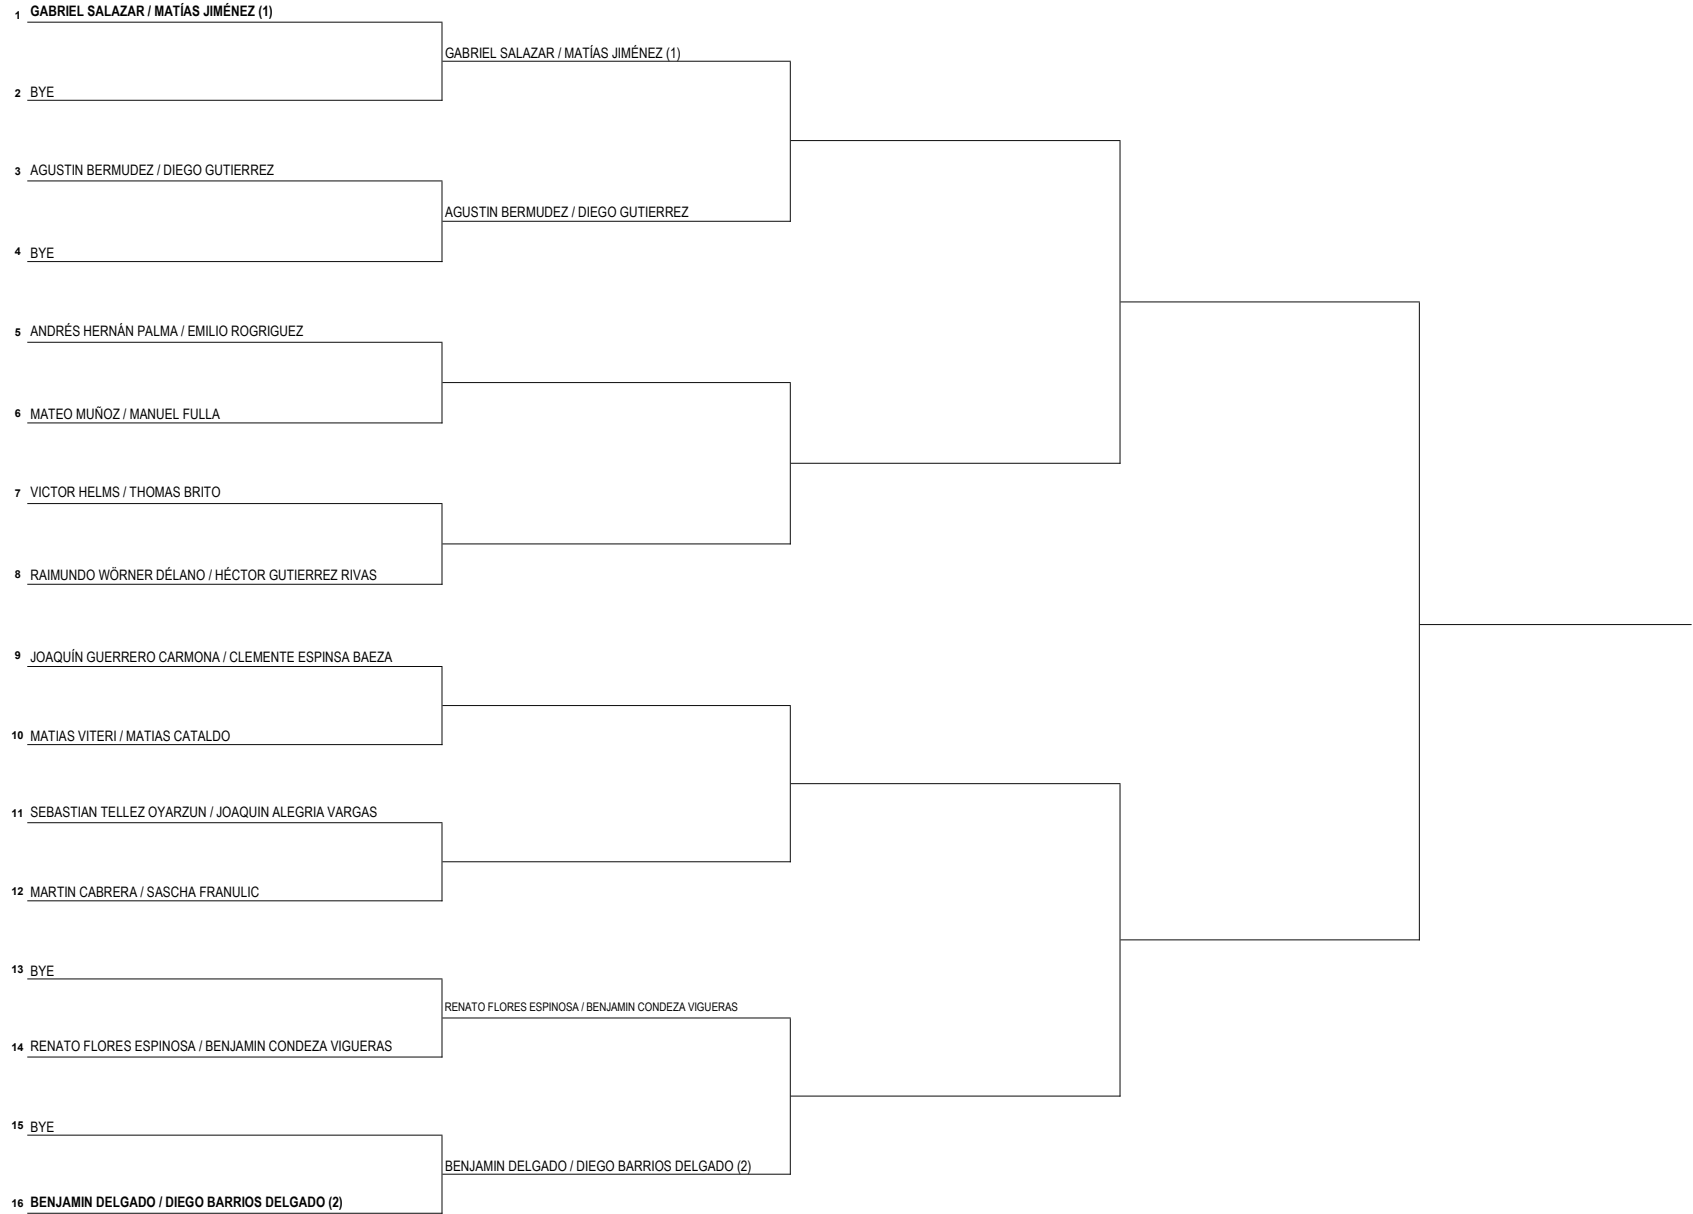 1 GABRIEL SALAZAR / MATÍAS JIMÉNEZ (1)
GABRIEL SALAZAR / MATÍAS JIMÉNEZ (1)
2 BYE
3 AGUSTIN BERMUDEZ / DIEGO GUTIERREZ
AGUSTIN BERMUDEZ / DIEGO GUTIERREZ
4 BYE
5 ANDRÉS HERNÁN PALMA / EMILIO ROGRIGUEZ
6 MATEO MUÑOZ / MANUEL FULLA
7 VICTOR HELMS / THOMAS BRITO
8 RAIMUNDO WÖRNER DÉLANO / HÉCTOR GUTIERREZ RIVAS
9 JOAQUÍN GUERRERO CARMONA / CLEMENTE ESPINSA BAEZA
10 MATIAS VITERI / MATIAS CATALDO
11 SEBASTIAN TELLEZ OYARZUN / JOAQUIN ALEGRIA VARGAS
12 MARTIN CABRERA / SASCHA FRANULIC
13 BYE
RENATO FLORES ESPINOSA / BENJAMIN CONDEZA VIGUERAS
14 RENATO FLORES ESPINOSA / BENJAMIN CONDEZA VIGUERAS
15 BYE
BENJAMIN DELGADO / DIEGO BARRIOS DELGADO (2)
16 BENJAMIN DELGADO / DIEGO BARRIOS DELGADO (2)